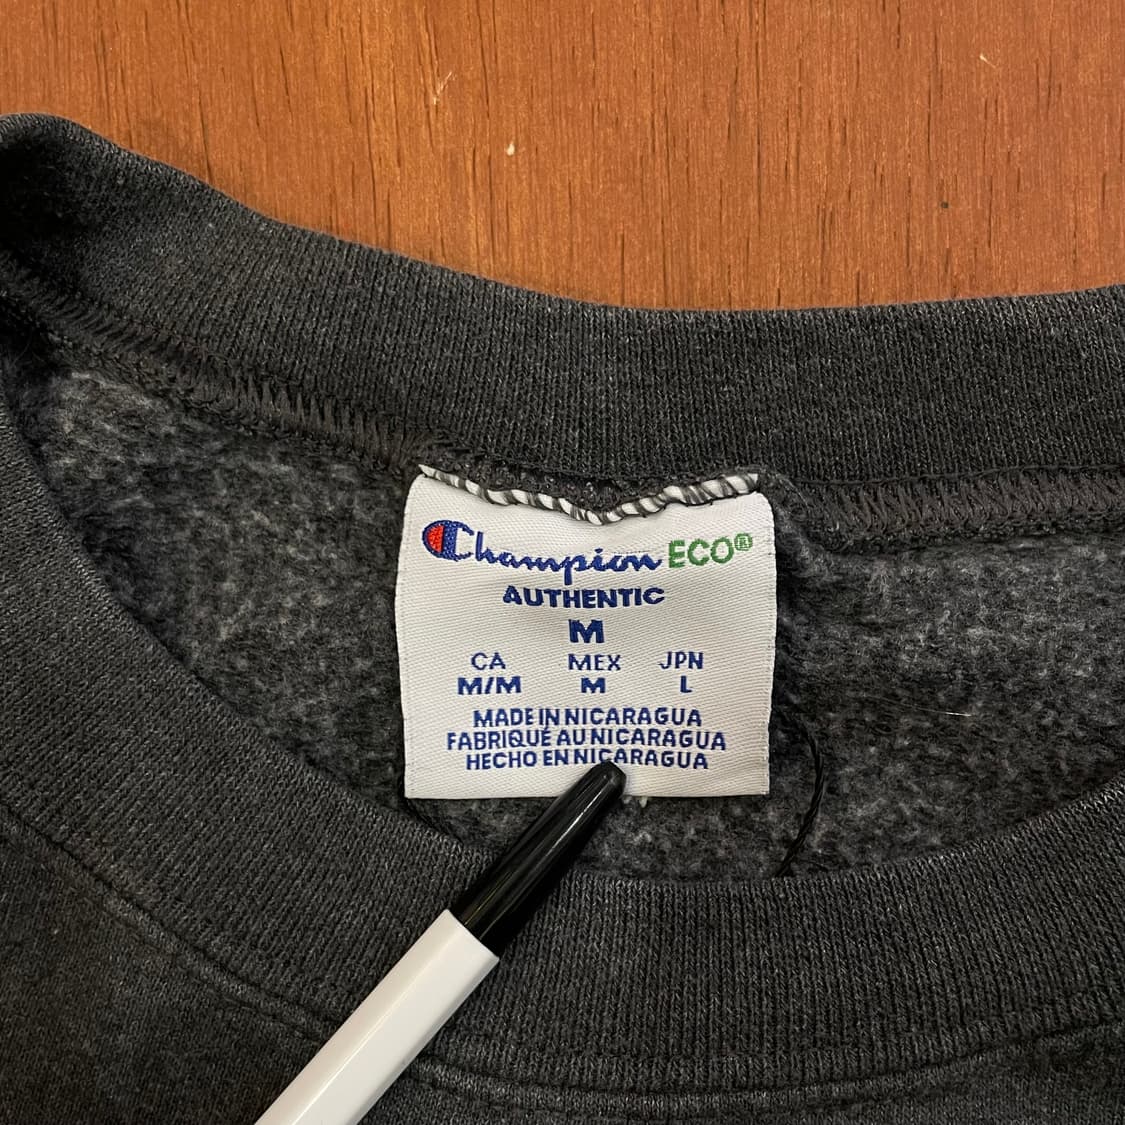 Champion ECO®
AUTHENTIC
M
CA MEX JPN
M/M M L
MADE IN NICARAGUA
FABRIQUÉ AU NICARAGUA
HECHO EN NICARAGUA